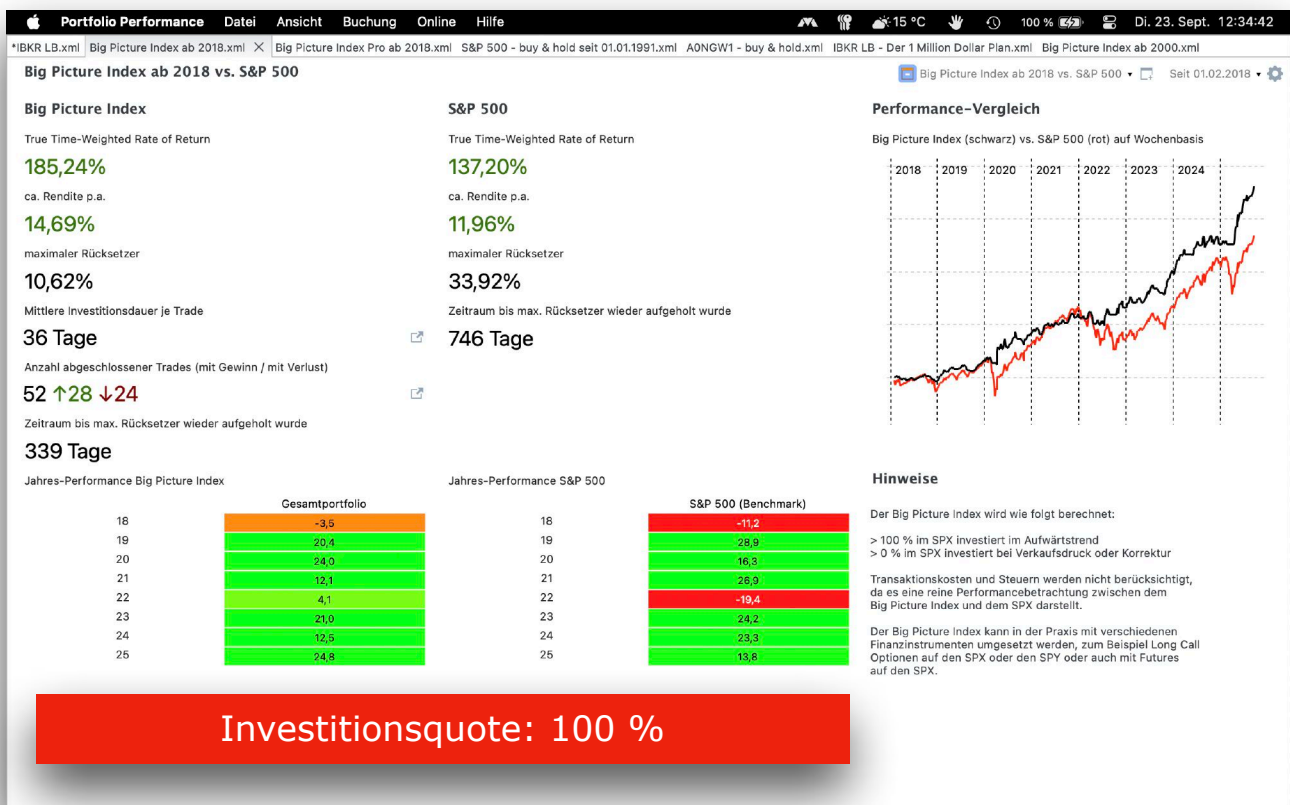 Portfolio Performance Datei Ansicht Buchung Online Hilfe 15 °C 100 % Di. 23. Sept. 12:34:42
*IBKR LB.xml Big Picture Index ab 2018.xml Big Picture Index Pro ab 2018.xml S&P 500 - buy & hold seit 01.01.1991.xml A0NGW1 - buy & hold.xml IBKR LB - Der 1 Million Dollar Plan.xml Big Picture Index ab 2000.xml
Big Picture Index ab 2018 vs. S&P 500
Big Picture Index ab 2018 vs. S&P 500 Seit 01.02.2018
Big Picture Index
True Time-Weighted Rate of Return
185,24%
ca. Rendite p.a.
14,69%
maximaler Rücksetzer
10,62%
Mittlere Investitionsdauer je Trade
36 Tage
Anzahl abgeschlossener Trades (mit Gewinn / mit Verlust)
52 ↑28 ↓24
Zeitraum bis max. Rücksetzer wieder aufgeholt wurde
339 Tage
Jahres-Performance Big Picture Index
Gesamtportfolio
18 -3,5
19 20,4
20 24,0
21 12,1
22 4,1
23 21,0
24 12,5
25 24,8
S&P 500
True Time-Weighted Rate of Return
137,20%
ca. Rendite p.a.
11,96%
maximaler Rücksetzer
33,92%
Zeitraum bis max. Rücksetzer wieder aufgeholt wurde
746 Tage
Jahres-Performance S&P 500
S&P 500 (Benchmark)
18 -11,2
19 28,9
20 16,3
21 26,9
22 -19,4
23 24,2
24 23,3
25 13,8
Performance-Vergleich
Big Picture Index (schwarz) vs. S&P 500 (rot) auf Wochenbasis
2018 2019 2020 2021 2022 2023 2024
Hinweise
Der Big Picture Index wird wie folgt berechnet:
> 100 % im SPX investiert im Aufwärtstrend
> 0 % im SPX investiert bei Verkaufsdruck oder Korrektur
Transaktionskosten und Steuern werden nicht berücksichtigt,
da es eine reine Performancebetrachtung zwischen dem
Big Picture Index und dem SPX darstellt.
Der Big Picture Index kann in der Praxis mit verschiedenen
Finanzinstrumenten umgesetzt werden, zum Beispiel Long Call
Optionen auf den SPX oder den SPY oder auch mit Futures
auf den SPX.
Investitionsquote: 100 %